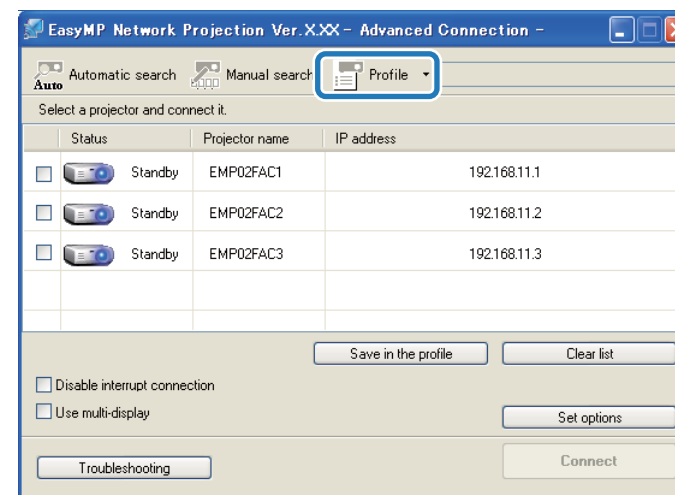 EasyMP Network Projection Ver.X.XX - Advanced Connection -
Auto Automatic search Manual search Profile
Select a projector and connect it.
Status Projector name IP address
Standby EMP02FAC1 192.168.11.1
Standby EMP02FAC2 192.168.11.2
Standby EMP02FAC3 192.168.11.3
Save in the profile Clear list
Disable interrupt connection
Use multi-display
Set options
Troubleshooting Connect